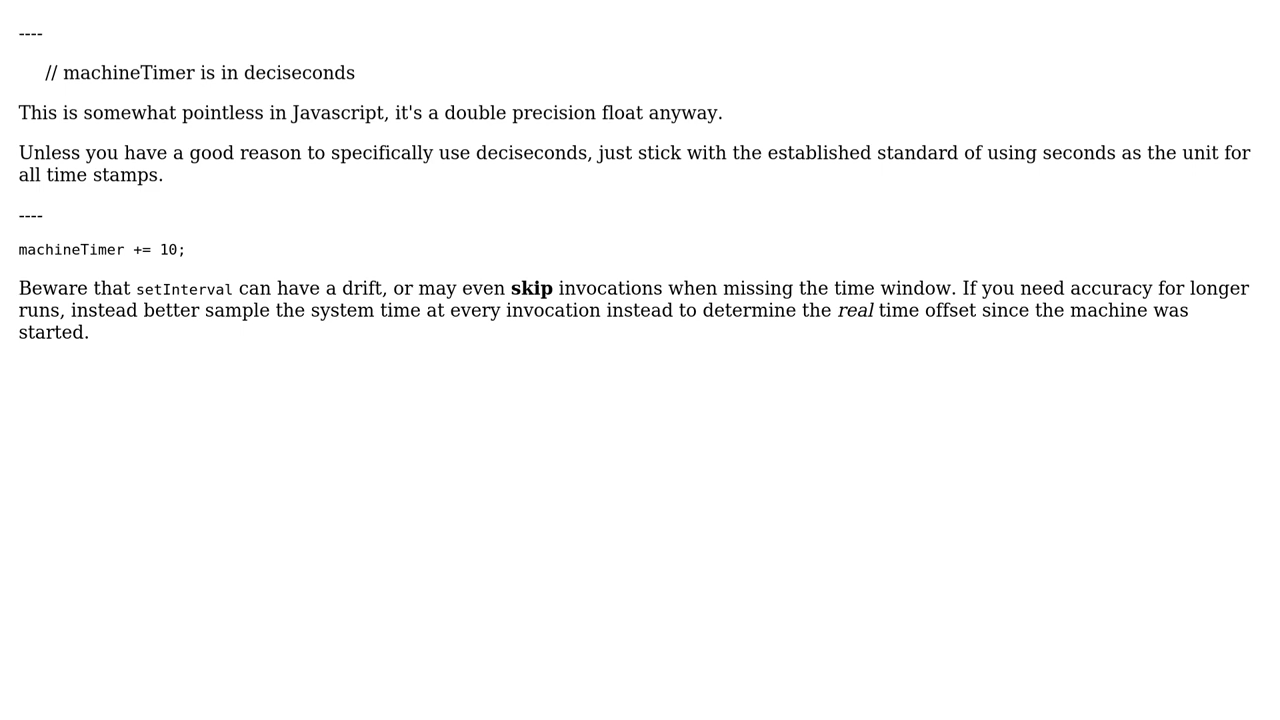 ----
// machineTimer is in deciseconds
This is somewhat pointless in Javascript, it's a double precision float anyway.
Unless you have a good reason to specifically use deciseconds, just stick with the established standard of using seconds as the unit for
all time stamps.
----
machineTimer += 10;
Beware that setInterval can have a drift, or may even skip invocations when missing the time window. If you need accuracy for longer
runs, instead better sample the system time at every invocation instead to determine the real time offset since the machine was
started.